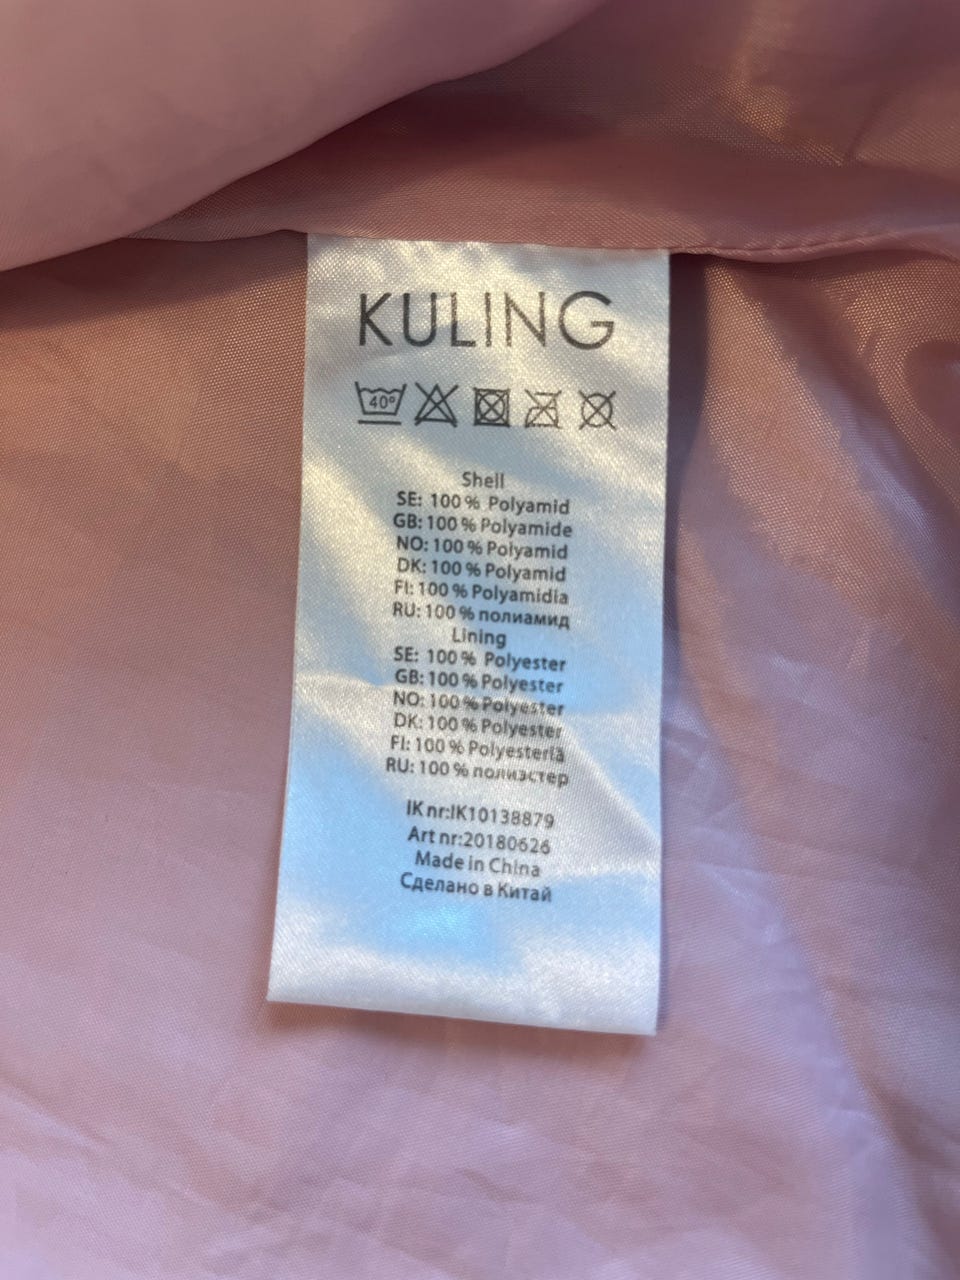 KULING
40°
Shell
SE: 100 % Polyamid
GB: 100 % Polyamide
NO: 100 % Polyamid
DK: 100 % Polyamid
FI: 100 % Polyamidia
RU: 100 % полиамид
Lining
SE: 100 % Polyester
GB: 100 % Polyester
NO: 100 % Polyester
DK: 100 % Polyester
FI: 100 % Polyesteria
RU: 100 % полиэстер
IK nr:IK10138879
Art nr:20180626
Made in China
Сделано в Китай